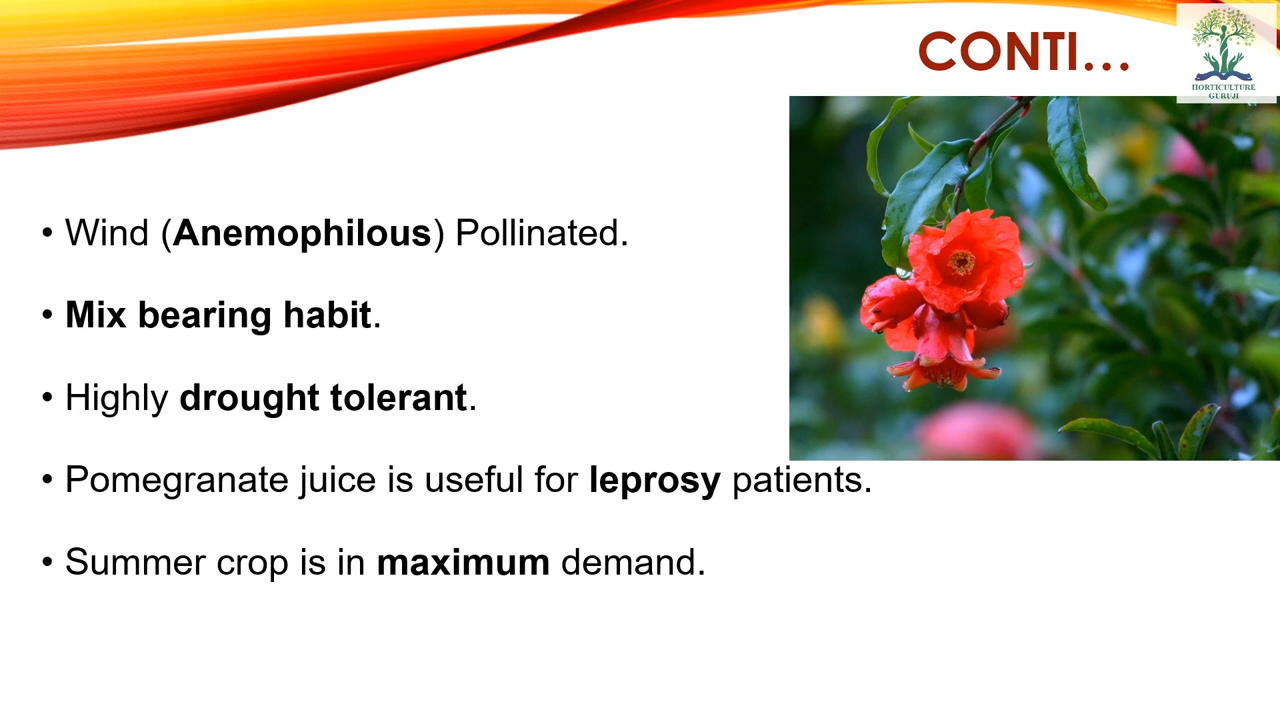 CONTI...
HORTICULTURE
GURUJI
• Wind (Anemophilous) Pollinated.
• Mix bearing habit.
• Highly drought tolerant.
• Pomegranate juice is useful for leprosy patients.
• Summer crop is in maximum demand.